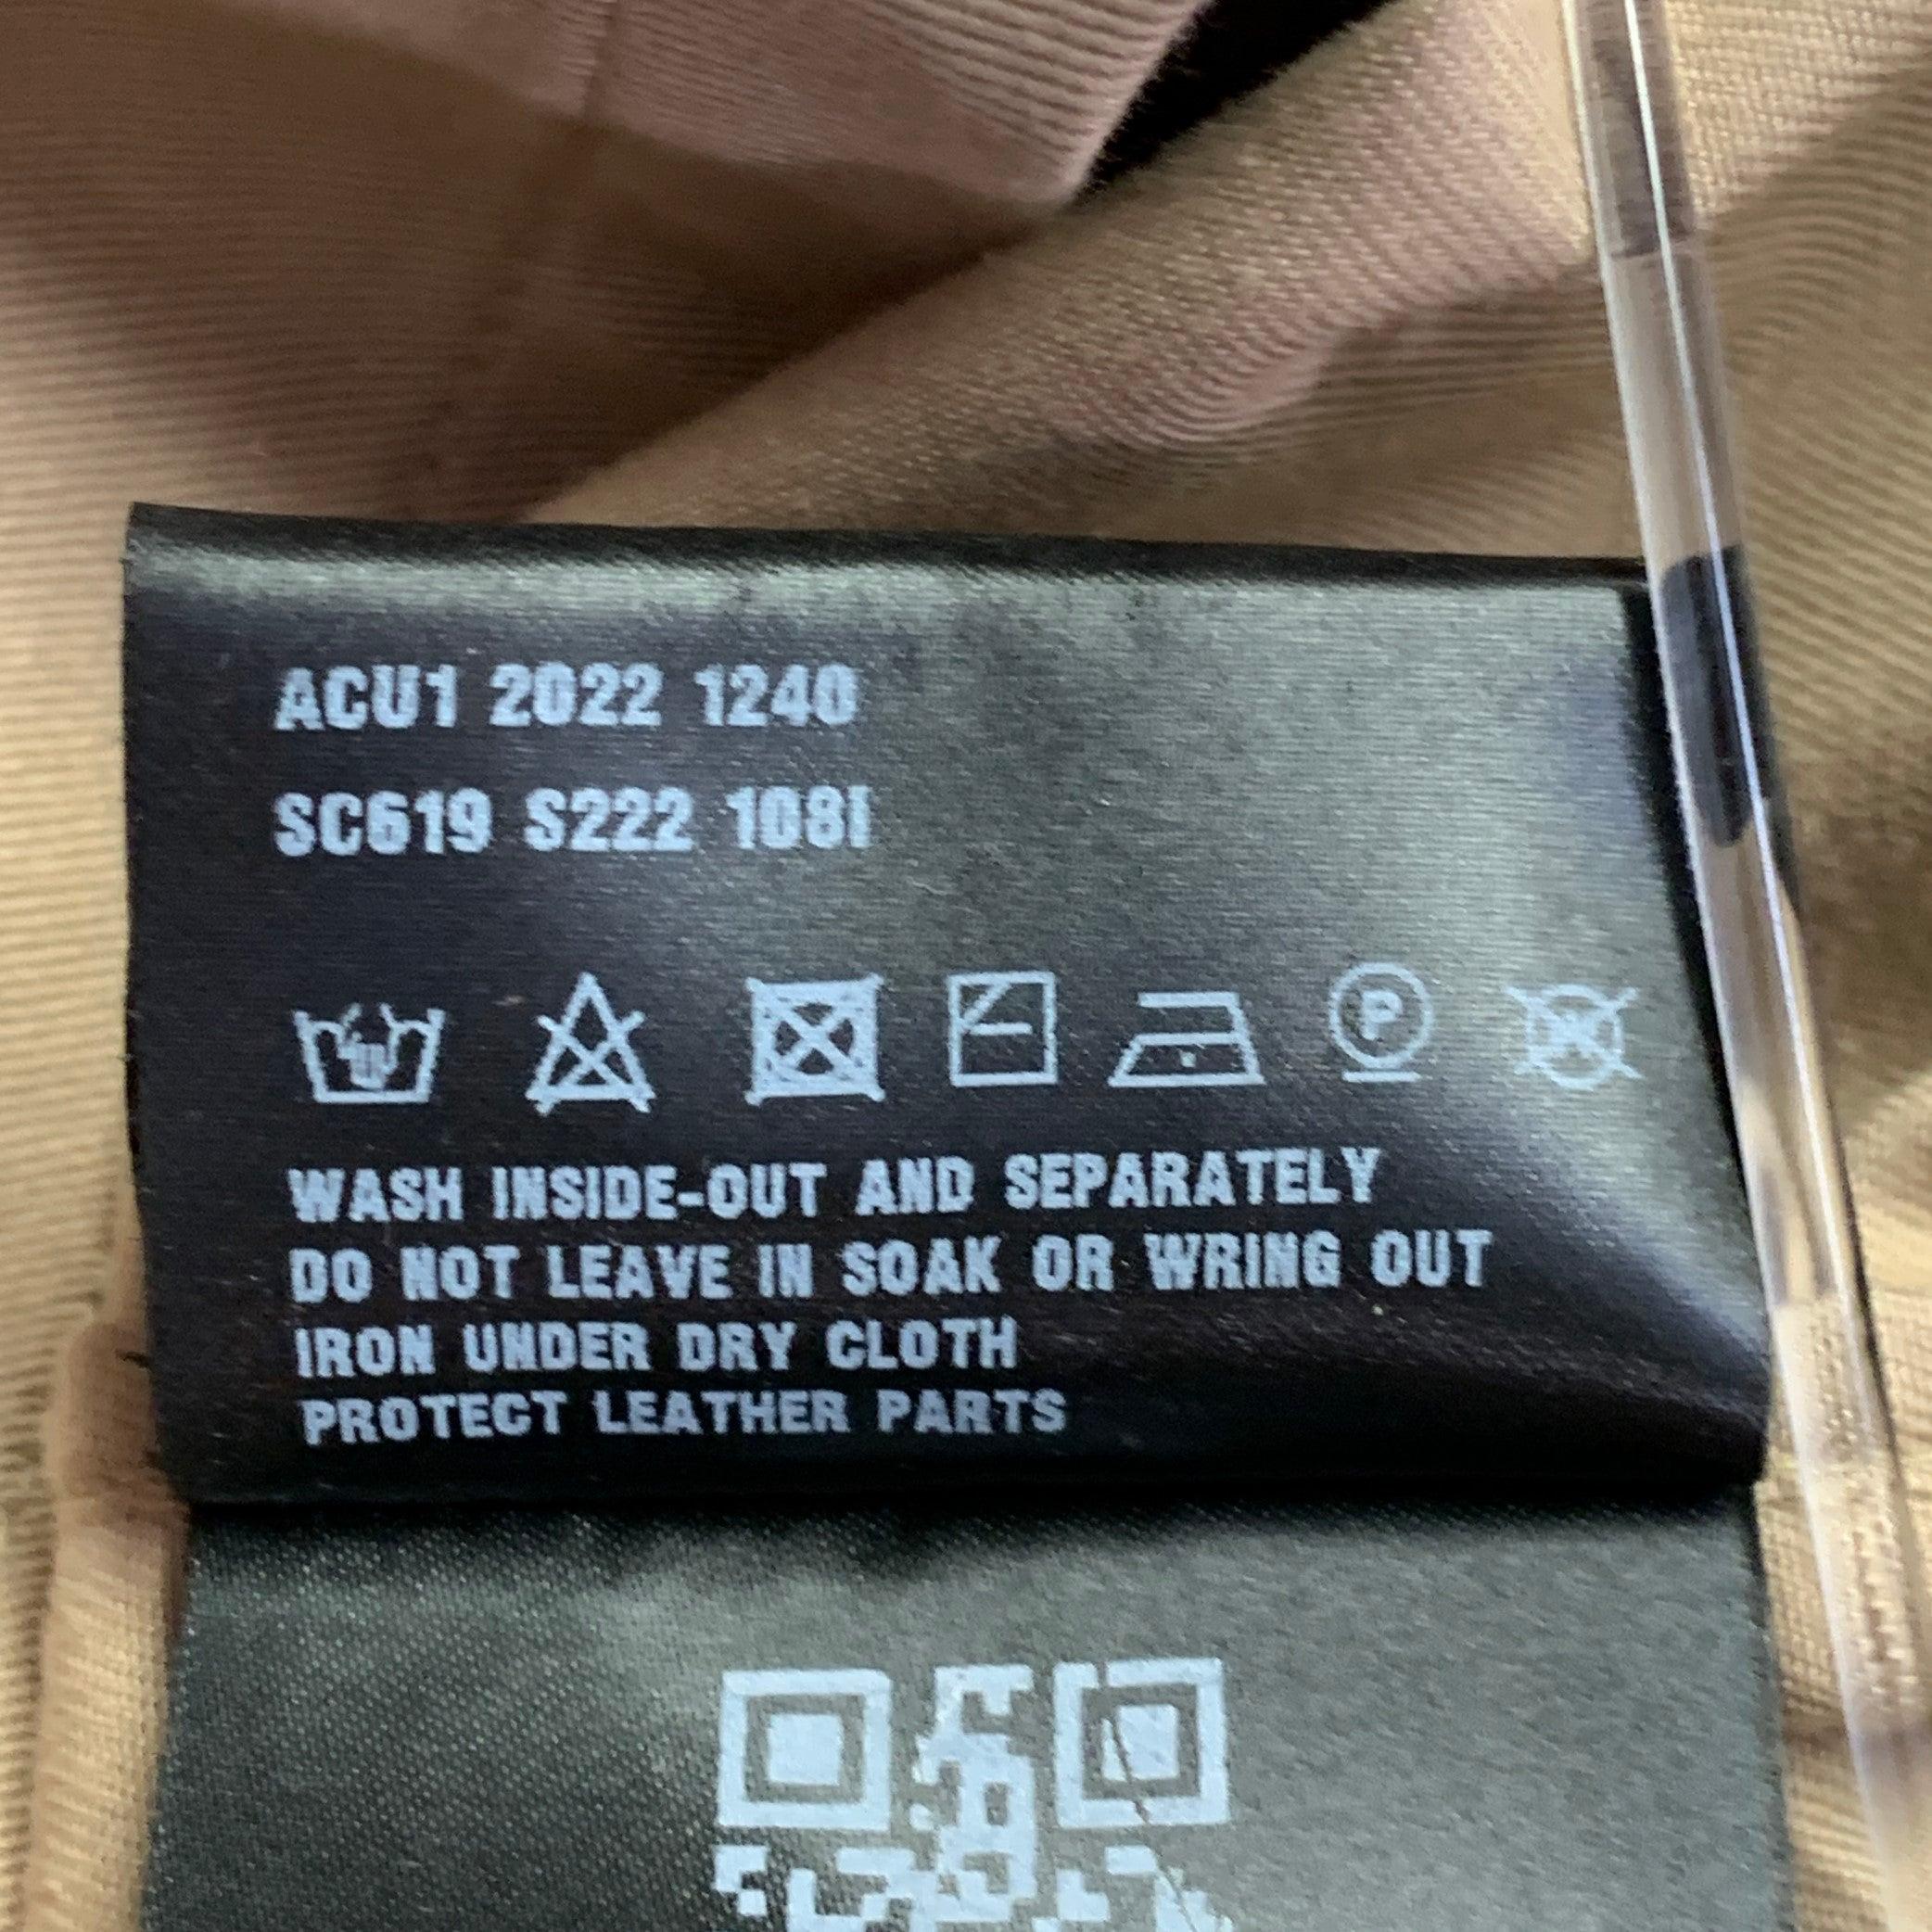 ACU1 2022 1240
SC619 S222 108I
P
WASH INSIDE-OUT AND SEPARATELY
DO NOT LEAVE IN SOAK OR WRING OUT
IRON UNDER DRY CLOTH
PROTECT LEATHER PARTS